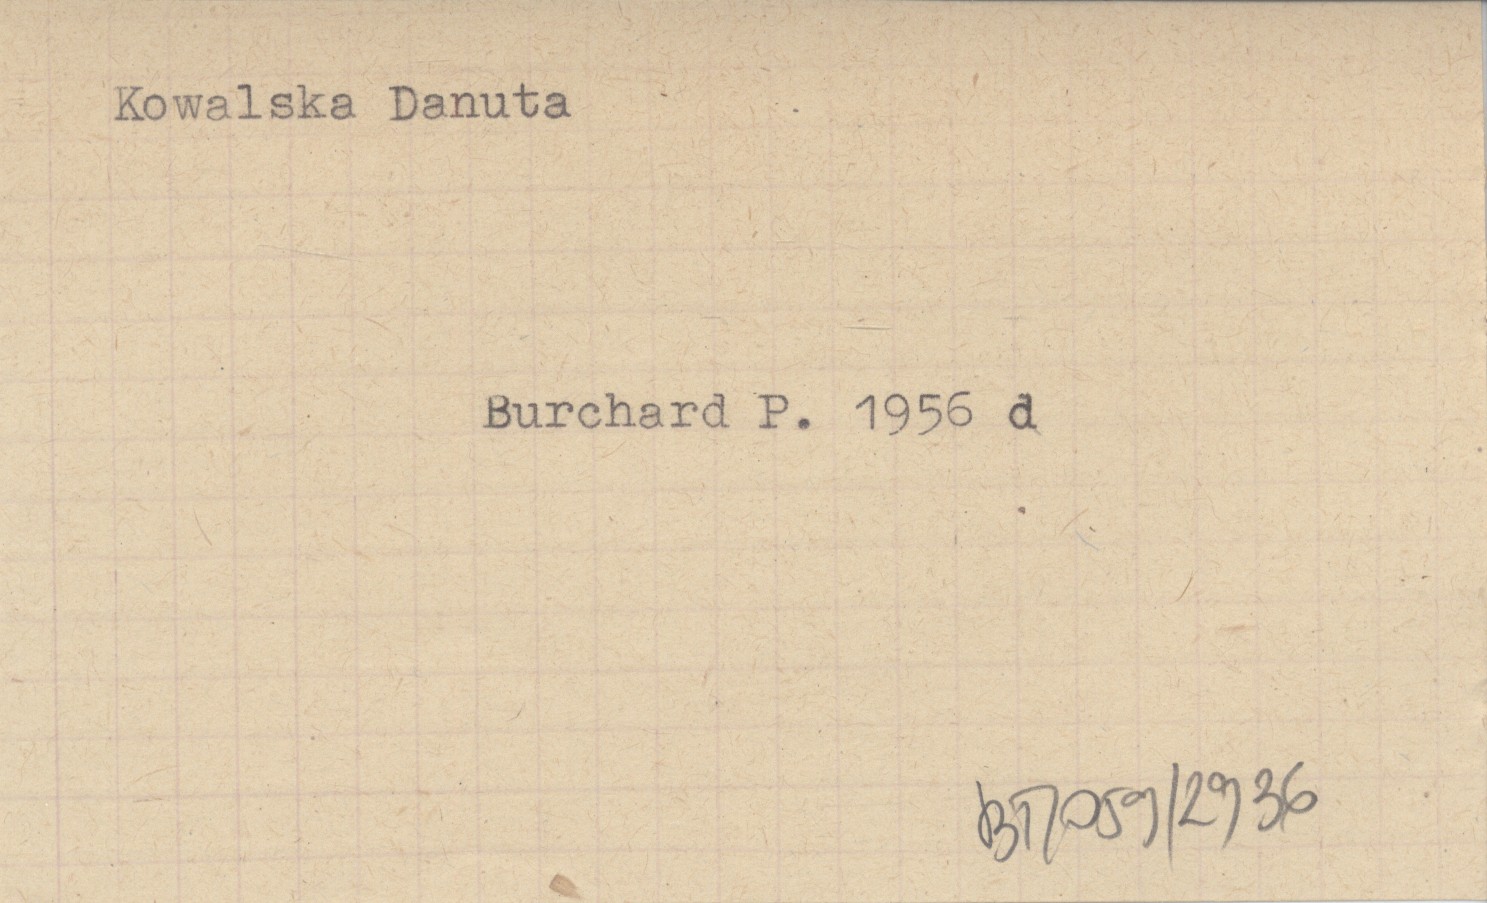 Kowalska Danuta
Burchard P. 1956 d
BT/059/2936